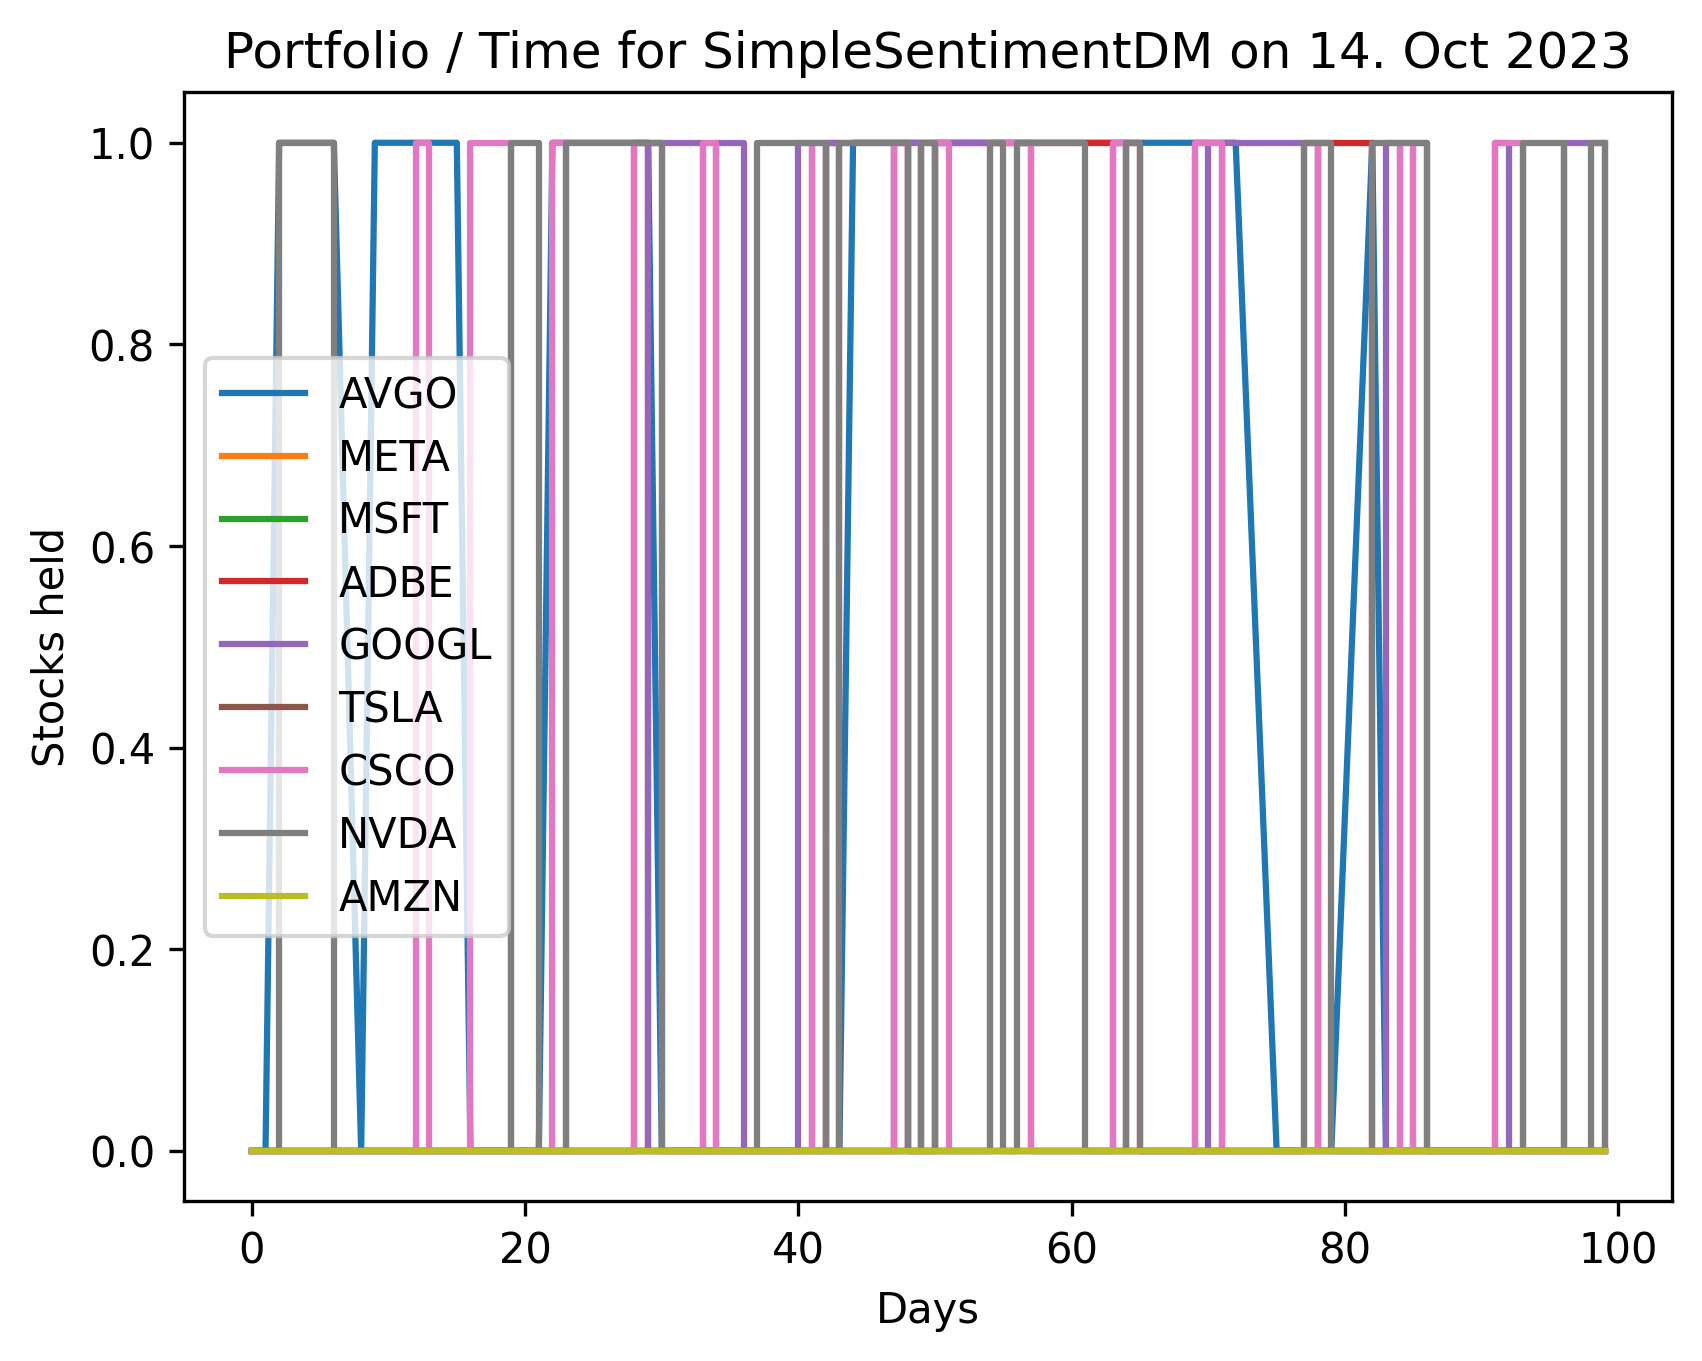 Portfolio / Time for SimpleSentimentDM on 14. Oct 2023
1.0
0.8
0.6
0.4
0.2
0.0
Stocks held
AVGO
META
MSFT
ADBE
GOOGL
TSLA
CSCO
NVDA
AMZN
0 20 40 60 80 100
Days